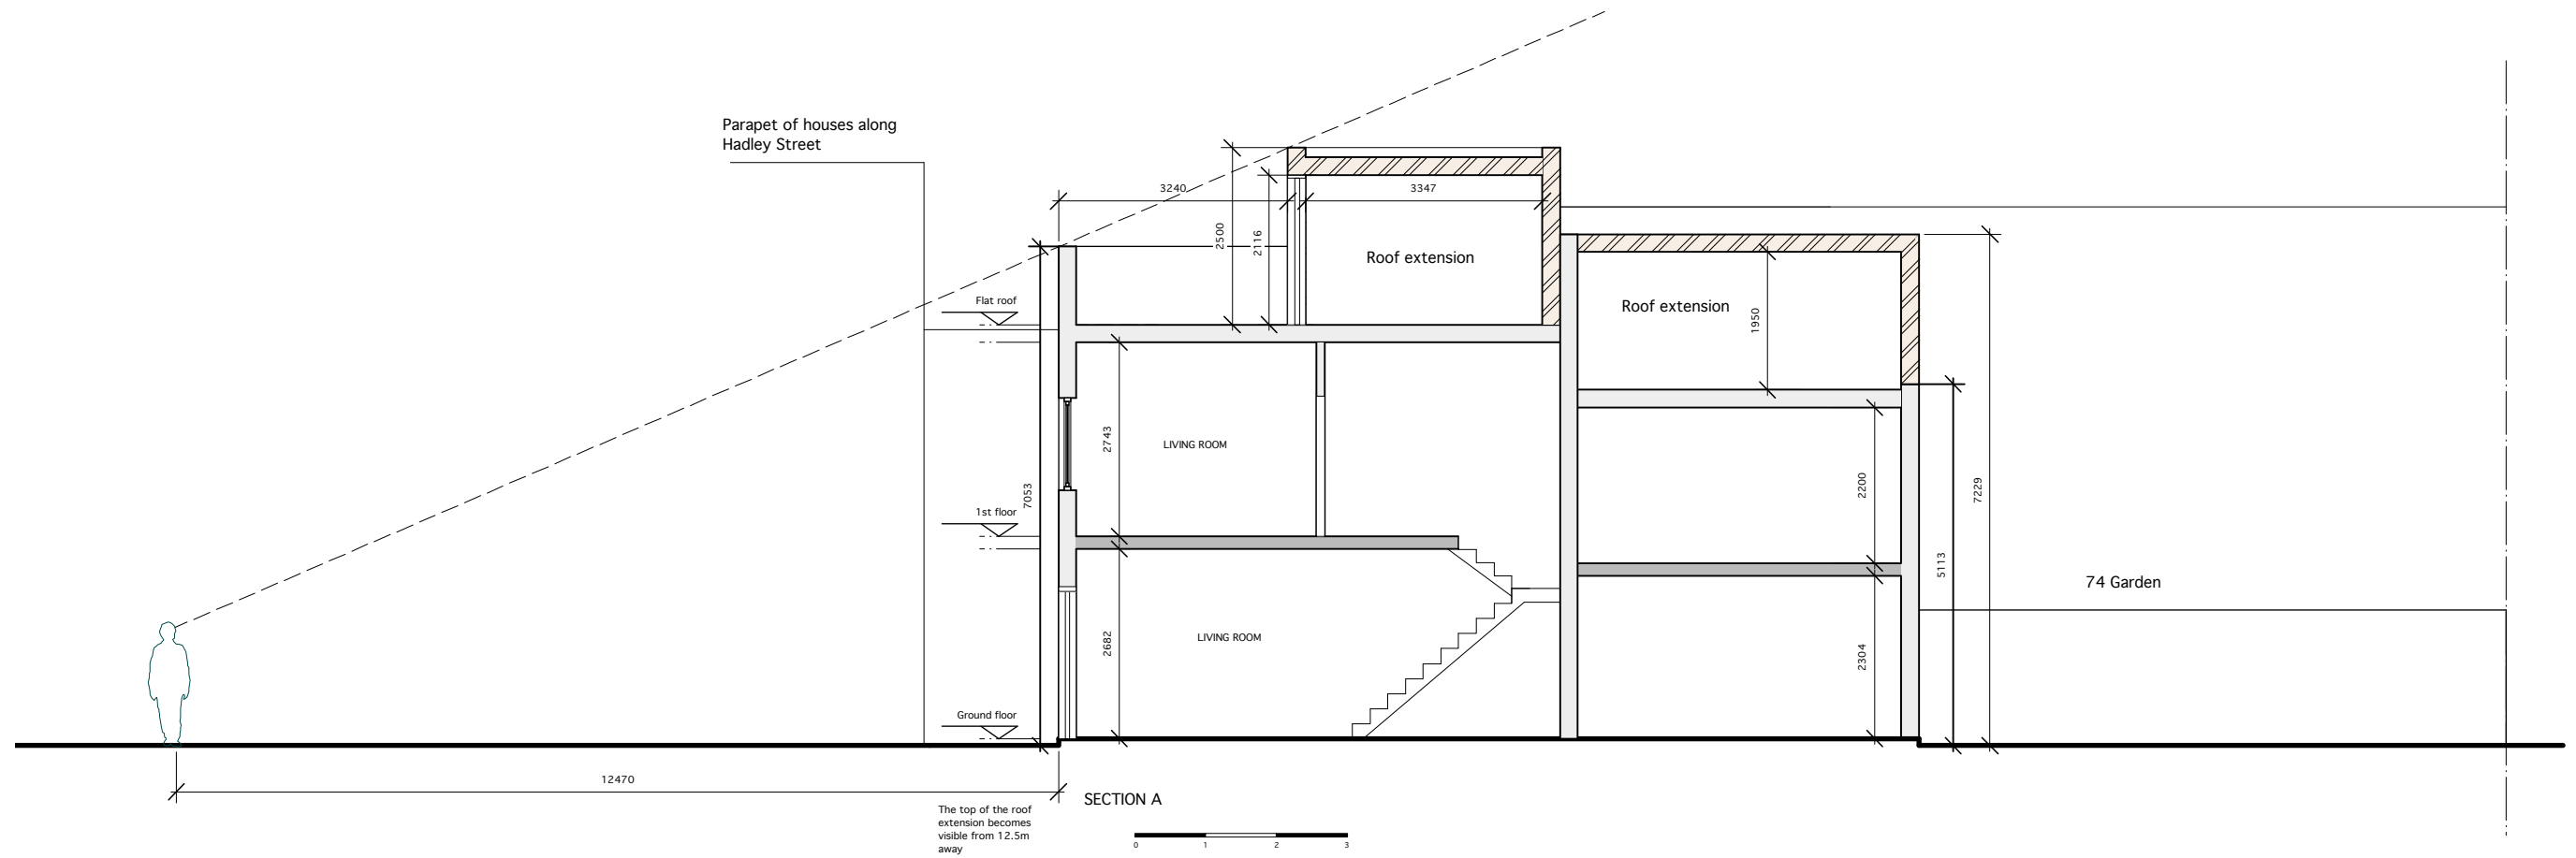 Parapet of houses along
Hadley Street
3240
3347
2500
2116
Roof extension
Roof extension
Flat roof
1950
2743
LIVING ROOM
7053
2200
7229
1st floor
5113
74 Garden
2682
LIVING ROOM
2304
Ground floor
12470
SECTION A
The top of the roof
extension becomes
visible from 12.5m
away
0 1 2 3